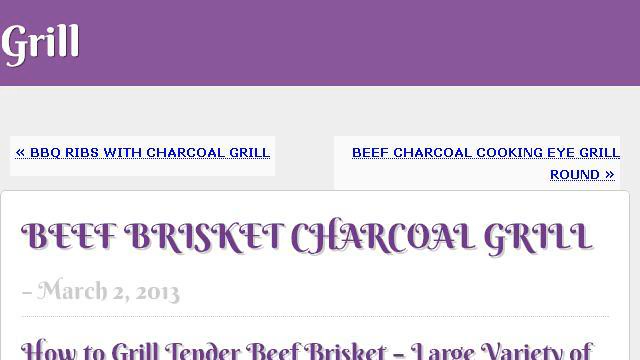 Grill
« BBQ RIBS WITH CHARCOAL GRILL
BEEF CHARCOAL COOKING EYE GRILL
ROUND »
BEEF BRISKET CHARCOAL GRILL
– March 2, 2013
How to Grill Tender Beef Brisket – Large Variety of